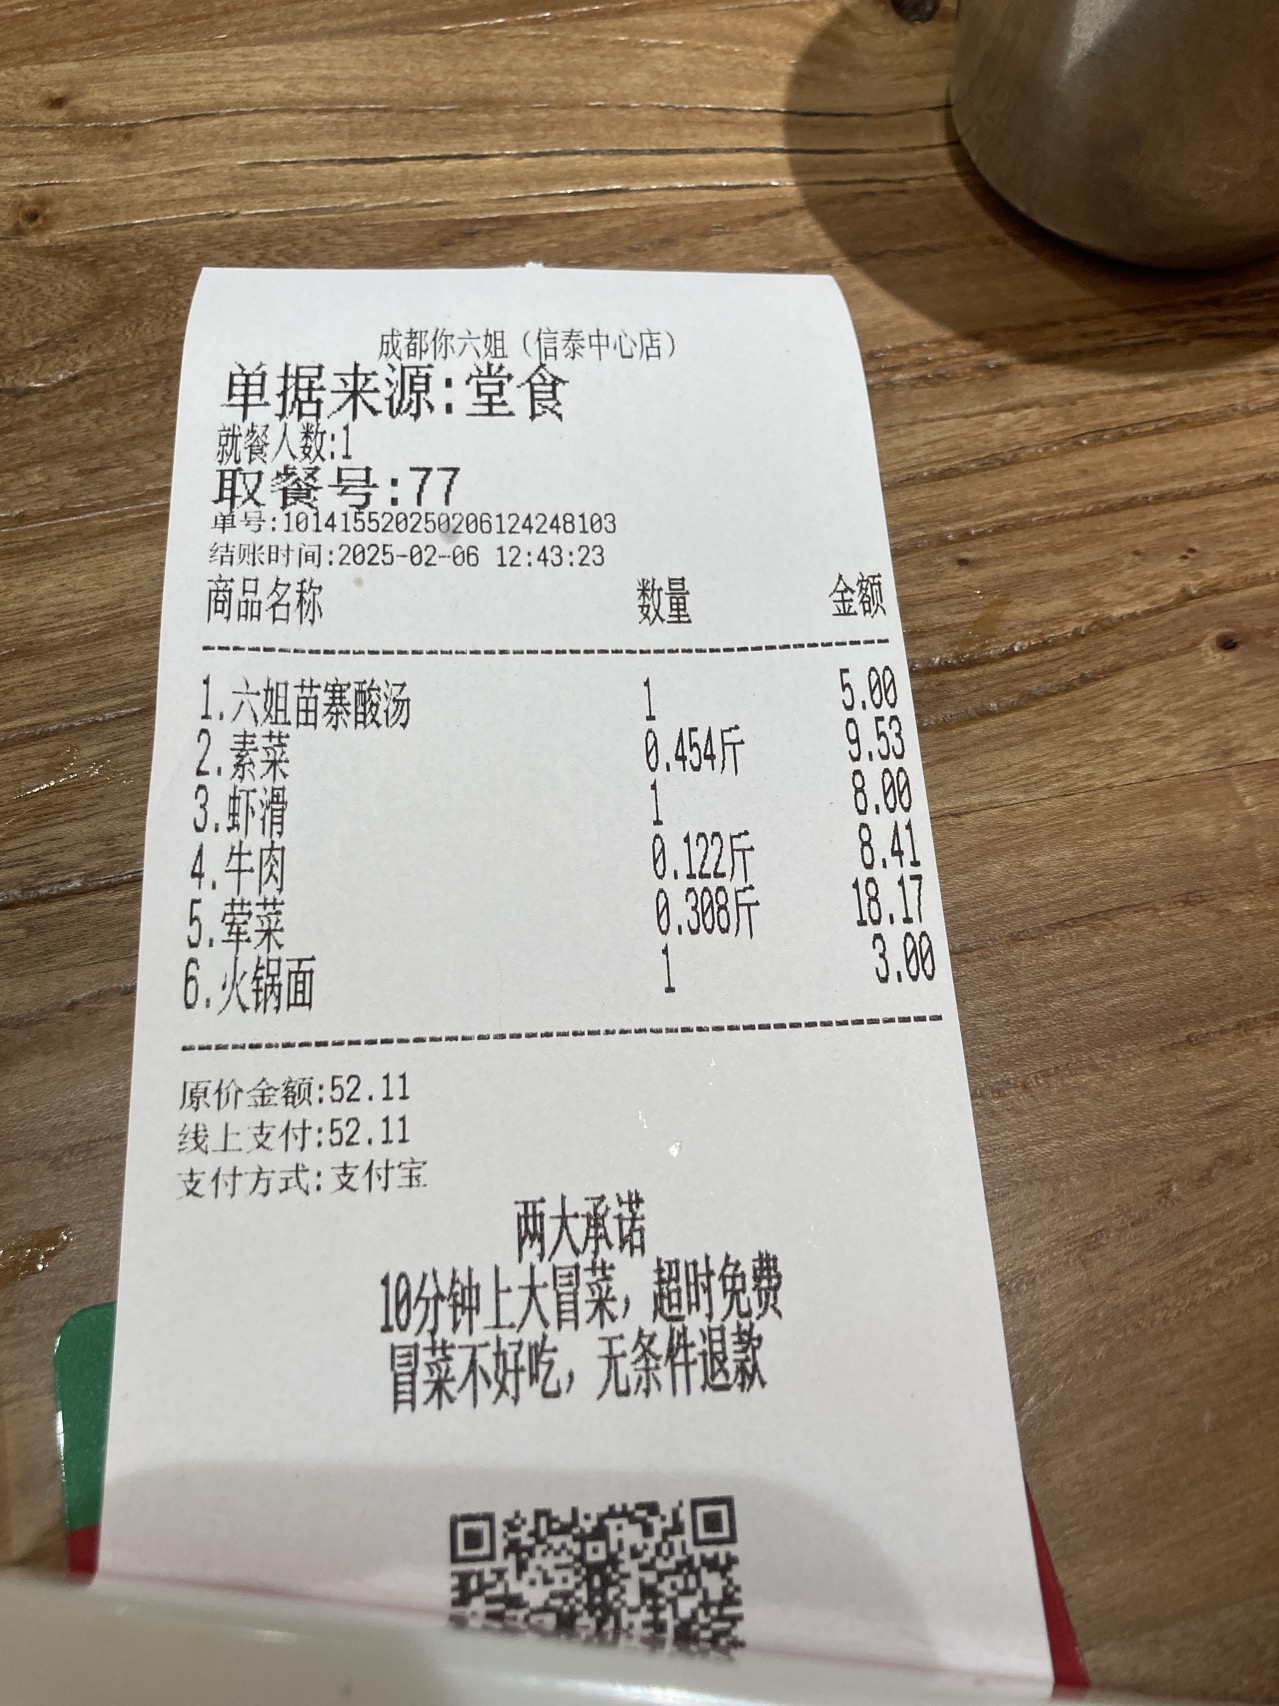 成都你六姐（信泰中心店）
单据来源:堂食
就餐人数:1
取餐号:77
单号:101415520250206124248103
结账时间:2025-02-06 12:43:23
商品名称 数量 金额
1.六姐苗寨酸汤 1 5.00
2.素菜 0.454斤 9.53
3.虾滑 1 8.00
4.牛肉 0.122斤 8.41
5.荤菜 0.308斤 18.17
6.火锅面 1 3.00
原价金额:52.11
线上支付:52.11
支付方式:支付宝
两大承诺
10分钟上大冒菜，超时免费
冒菜不好吃，无条件退款